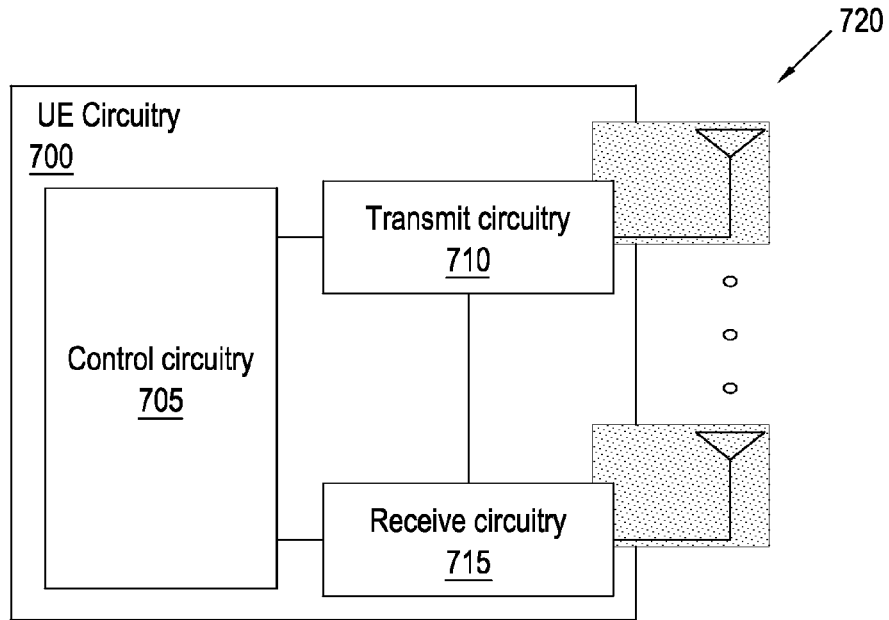 720
UE Circuitry
700
Transmit circuitry
710
Control circuitry
705
Receive circuitry
715